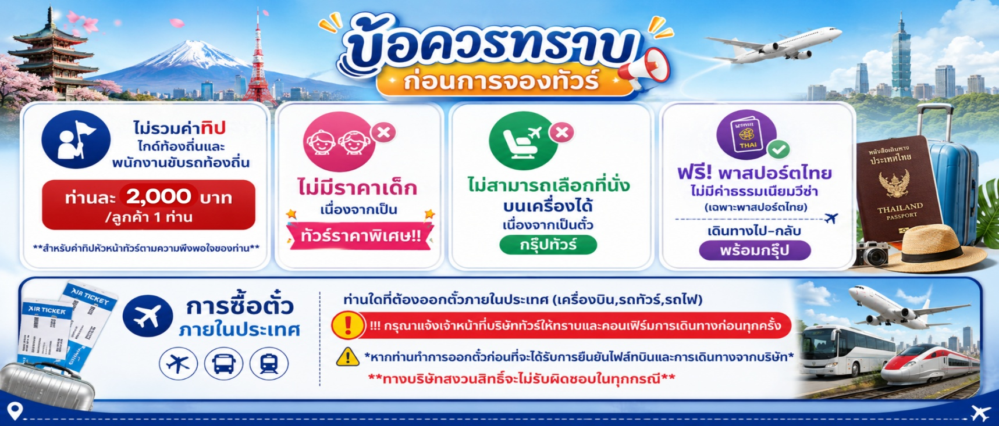 ข้อควรทราบ
ก่อนการจองทัวร์
ไม่รวมค่าทิป
ไกด์ท้องถิ่นและ
พนักงานขับรถท้องถิ่น
ท่านละ 2,000 บาท
/ลูกค้า 1 ท่าน
**สำหรับค่าทิปหัวหน้าทัวร์ตามความพึงพอใจของท่าน**
ไม่มีราคาเด็ก
เนื่องจากเป็น
ทัวร์ราคาพิเศษ!!
ไม่สามารถเลือกที่นั่ง
บนเครื่องได้
เนื่องจากเป็นตั๋ว
กรุ๊ปทัวร์
THAI
ฟรี! พาสปอร์ตไทย
ไม่มีค่าธรรมเนียมวีซ่า
(เฉพาะพาสปอร์ตไทย)
เดินทางไป-กลับ
พร้อมกรุ๊ป
หนังสือเดินทาง
ประเทศไทย
THAILAND
PASSPORT
AIR TICKEY
AIR TICKER
การซื้อตั๋ว
ภายในประเทศ
ท่านใดที่ต้องออกตั๋วภายในประเทศ (เครื่องบิน,รถทัวร์,รถไฟ)
!!! กรุณาแจ้งเจ้าหน้าที่บริษัททัวร์ให้ทราบและคอนเฟิร์มการเดินทางก่อนทุกครั้ง
*หากท่านทำการออกตั๋วก่อนที่จะได้รับการยืนยันไฟล์ทบินและการเดินทางจากบริษัท*
**ทางบริษัทสงวนสิทธิ์จะไม่รับผิดชอบในทุกกรณี**